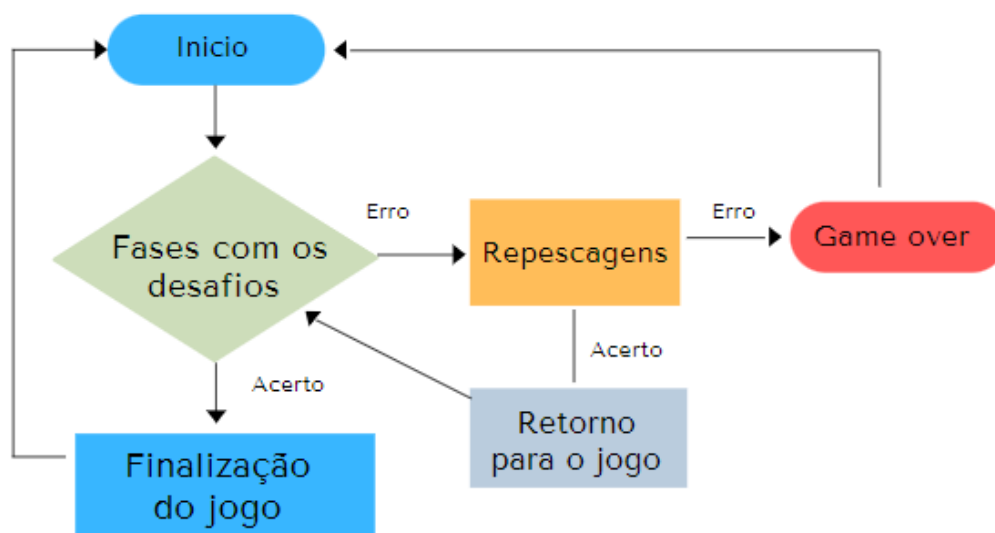 Inicio
Erro
Erro
Fases com os
desafios
Repescagens
Game over
Acerto
Acerto
Retorno
para o jogo
Finalização
do jogo